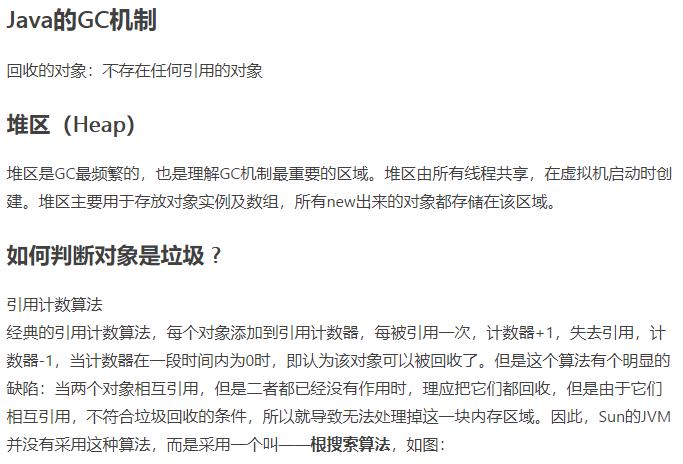 Java的GC机制
回收的对象：不存在任何引用的对象
堆区（Heap）
堆区是GC最频繁的，也是理解GC机制最重要的区域。堆区由所有线程共享，在虚拟机启动时创
建。堆区主要用于存放对象实例及数组，所有new出来的对象都存储在该区域。
如何判断对象是垃圾？
引用计数算法
经典的引用计数算法，每个对象添加到引用计数器，每被引用一次，计数器+1，失去引用，计
数器-1，当计数器在一段时间内为0时，即认为该对象可以被回收了。但是这个算法有个明显的
缺陷：当两个对象相互引用，但是二者都已经没有作用时，理应把它们都回收，但是由于它们
相互引用，不符合垃圾回收的条件，所以就导致无法处理掉这一块内存区域。因此，Sun的JVM
并没有采用这种算法，而是采用一个叫——根搜索算法，如图：